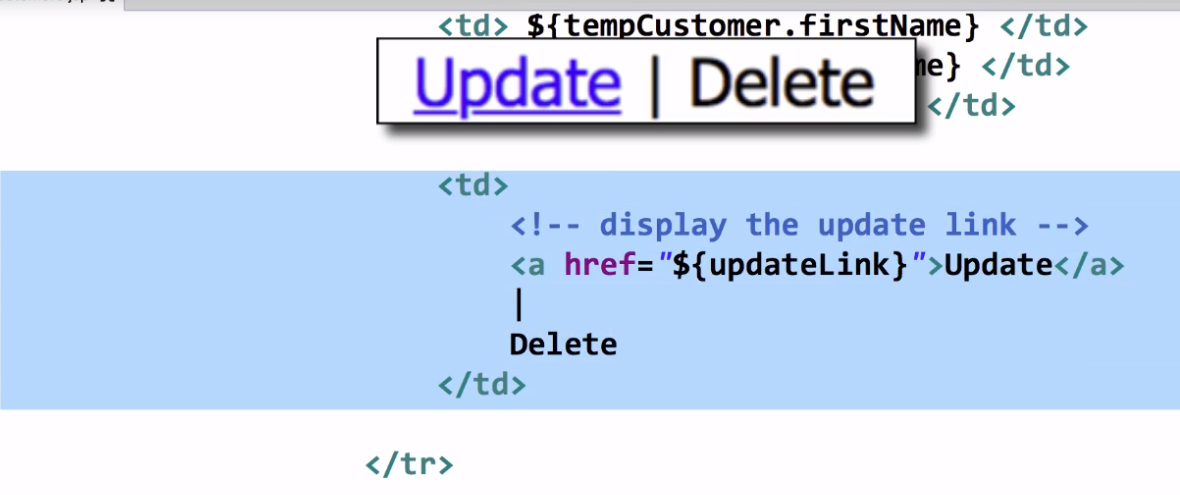 <td> ${tempCustomer.firstName} </td>
Update | Delete
me} </td>
</td>
<td>
<!-- display the update link -->
<a href="${updateLink}">Update</a>
|
Delete
</td>
</tr>